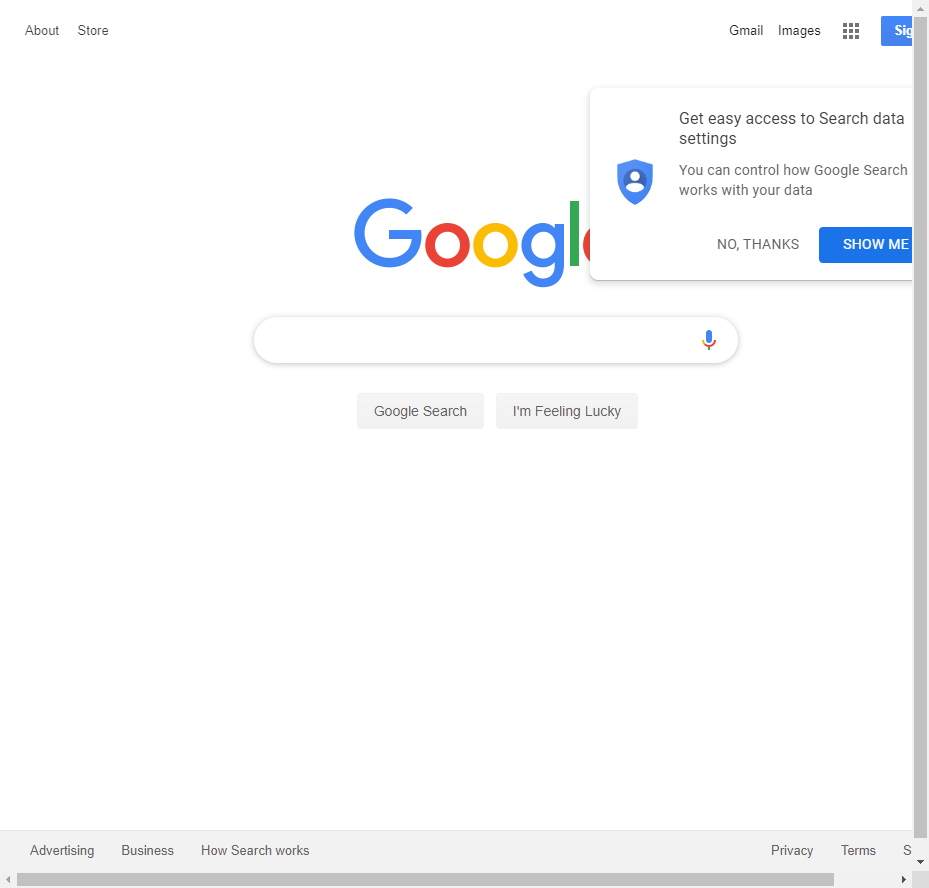 About Store
Gmail Images
Sig
Get easy access to Search data
settings
You can control how Google Search
works with your data
NO, THANKS SHOW ME
Googl
Google Search I'm Feeling Lucky
Advertising Business How Search works
Privacy Terms S